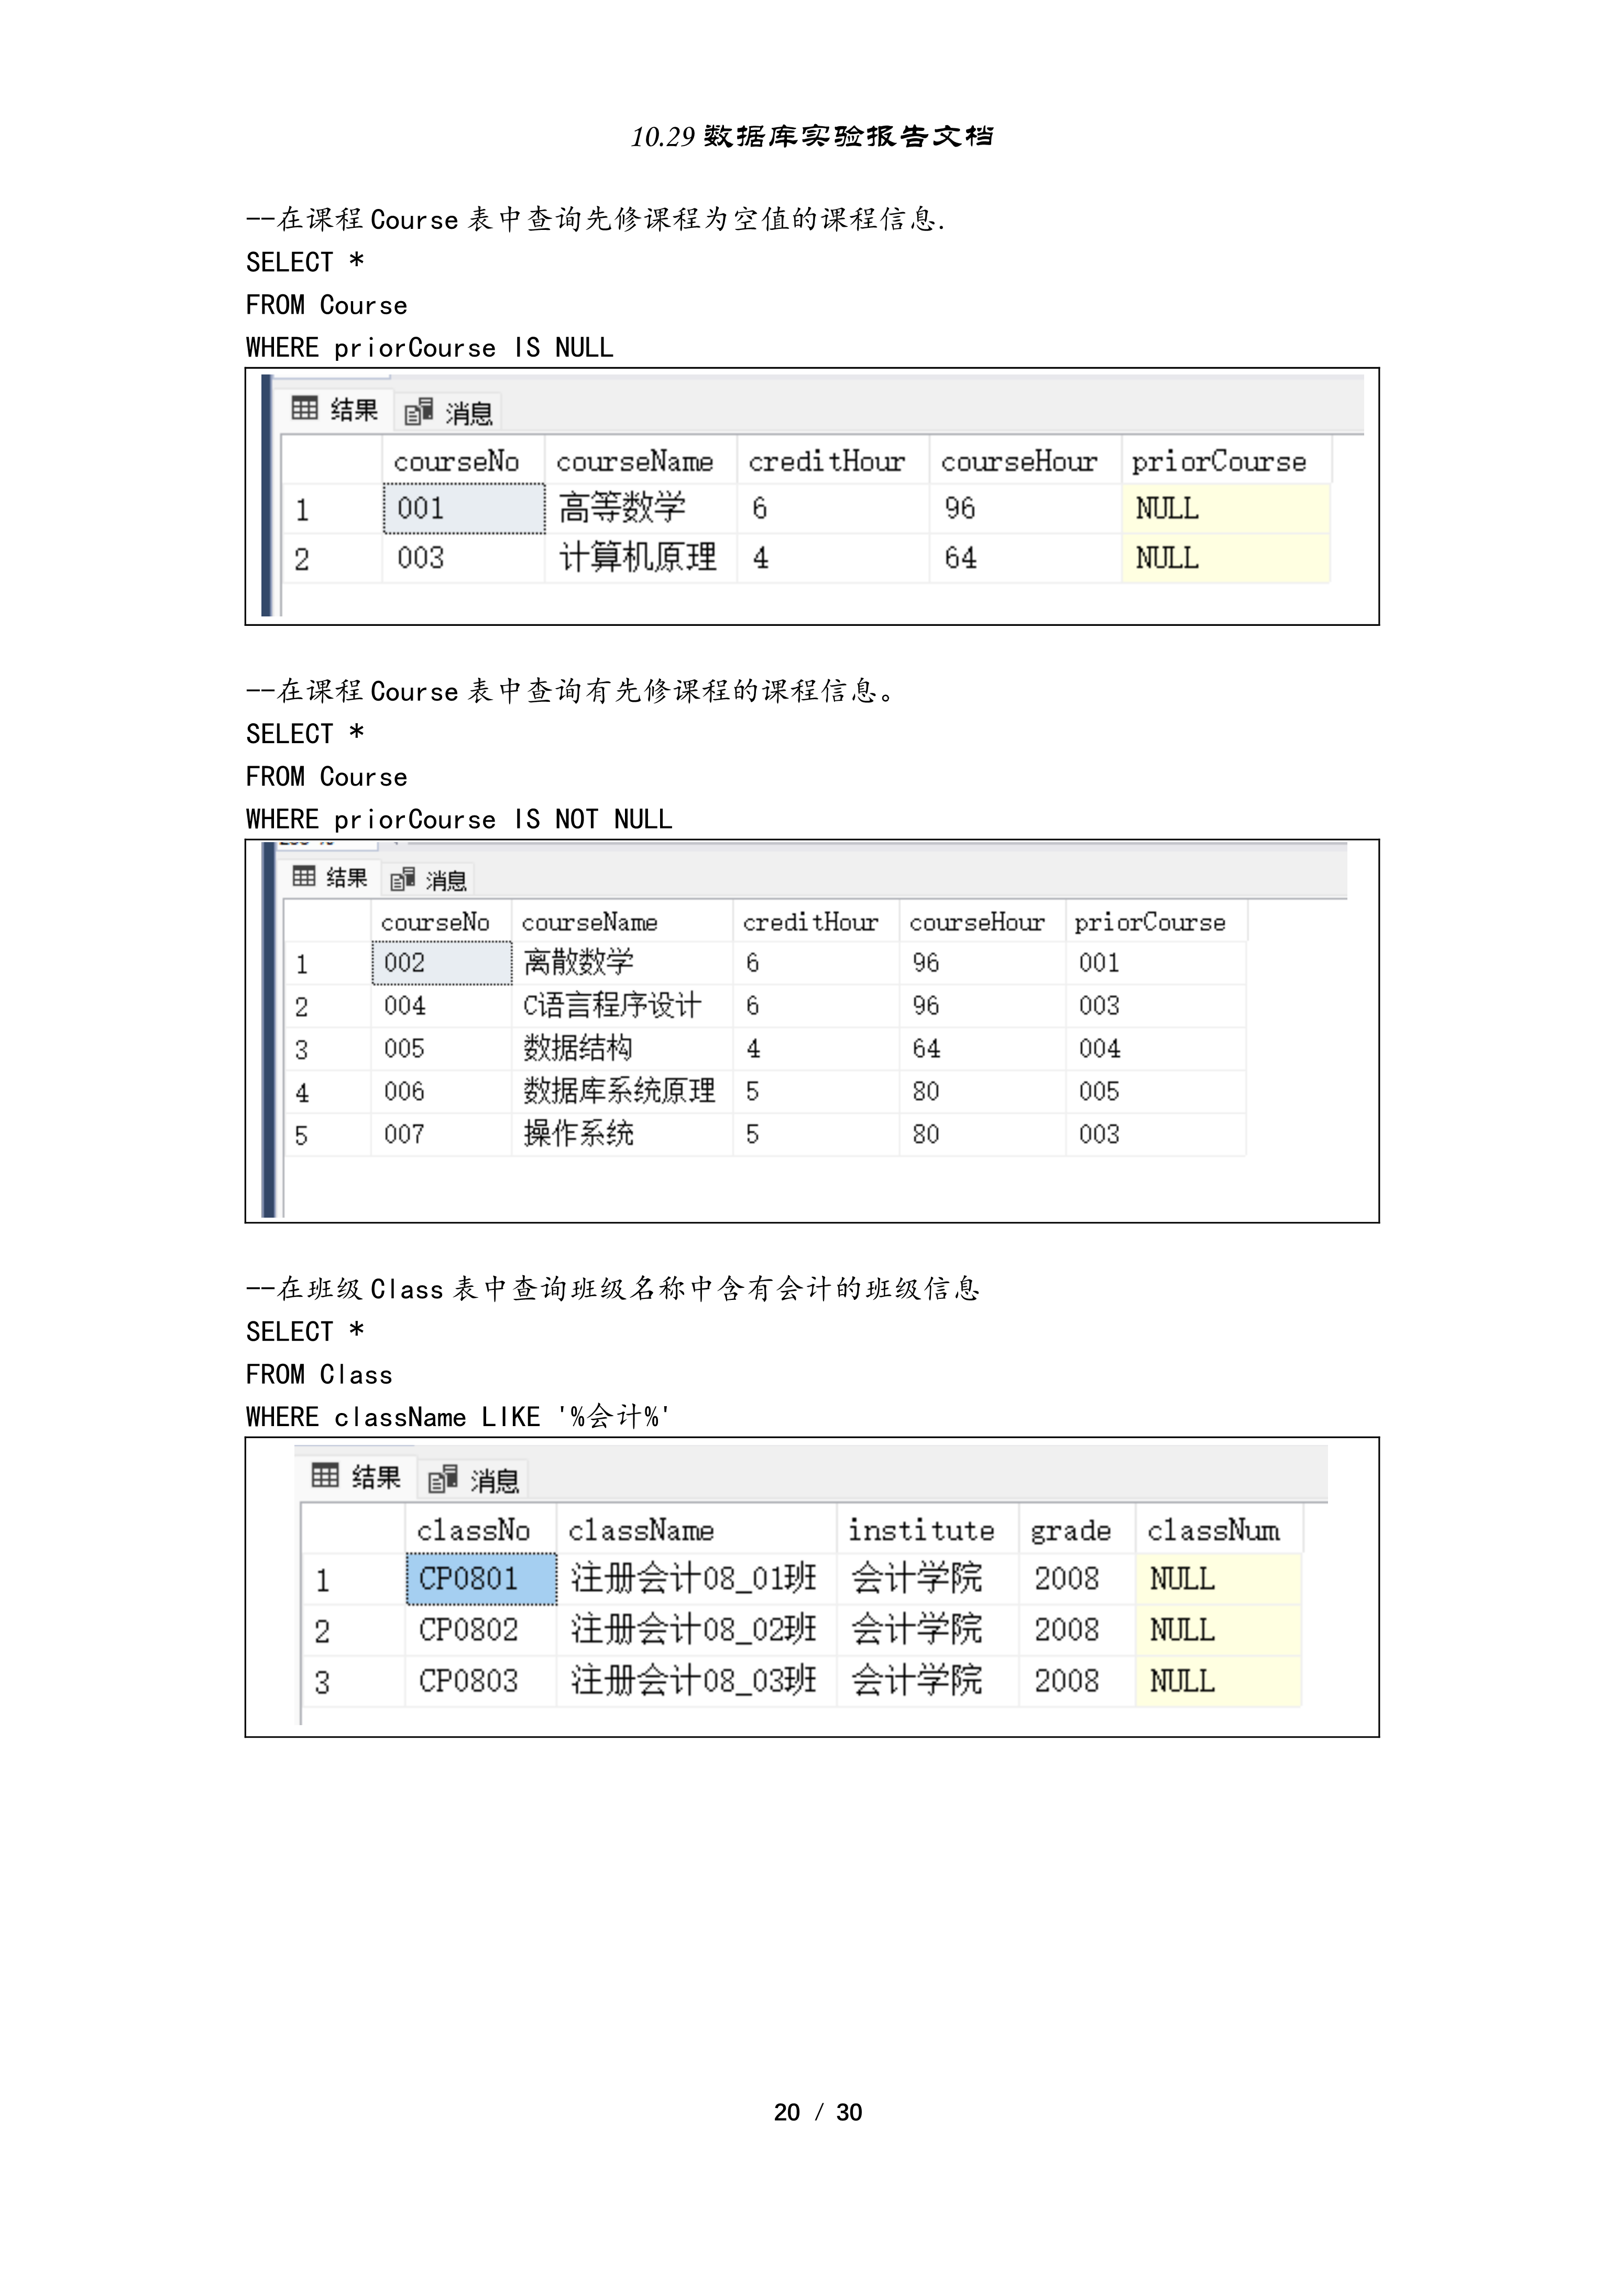 10.29 数据库实验报告文档
--在课程 Course 表中查询先修课程为空值的课程信息.
SELECT *
FROM Course
WHERE priorCourse IS NULL
结果 消息
courseNo courseName creditHour courseHour priorCourse
1 001 高等数学 6 96 NULL
2 003 计算机原理 4 64 NULL
--在课程 Course 表中查询有先修课程的课程信息。
SELECT *
FROM Course
WHERE priorCourse IS NOT NULL
结果 消息
courseNo courseName creditHour courseHour priorCourse
1 002 离散数学 6 96 001
2 004 C语言程序设计 6 96 003
3 005 数据结构 4 64 004
4 006 数据库系统原理 5 80 005
5 007 操作系统 5 80 003
--在班级 Class 表中查询班级名称中含有会计的班级信息
SELECT *
FROM Class
WHERE className LIKE '%会计%'
结果 消息
classNo className institute grade classNum
1 CP0801 注册会计08_01班 会计学院 2008 NULL
2 CP0802 注册会计08_02班 会计学院 2008 NULL
3 CP0803 注册会计08_03班 会计学院 2008 NULL
20 / 30